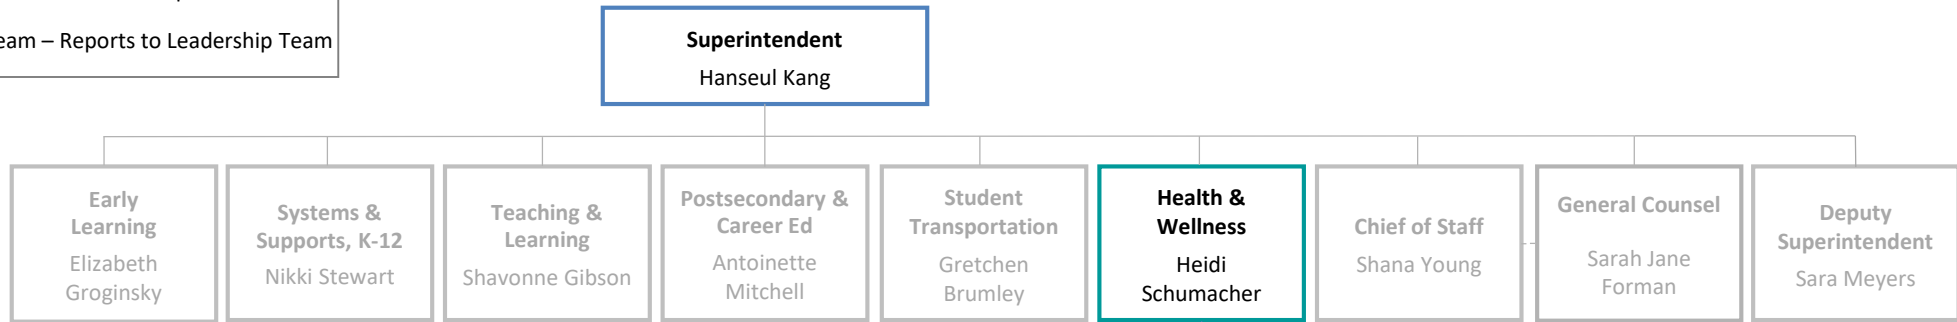 – Reports to Leadership Team
Superintendent
Hanseul Kang
Early
Learning
Elizabeth
Groginsky
Systems &
Supports, K-12
Nikki Stewart
Teaching &
Learning
Shavonne Gibson
Postsecondary &
Career Ed
Antoinette
Mitchell
Student
Transportation
Gretchen
Brumley
Health &
Wellness
Heidi
Schumacher
Chief of Staff
Shana Young
General Counsel
Sarah Jane
Forman
Deputy
Superintendent
Sara Meyers